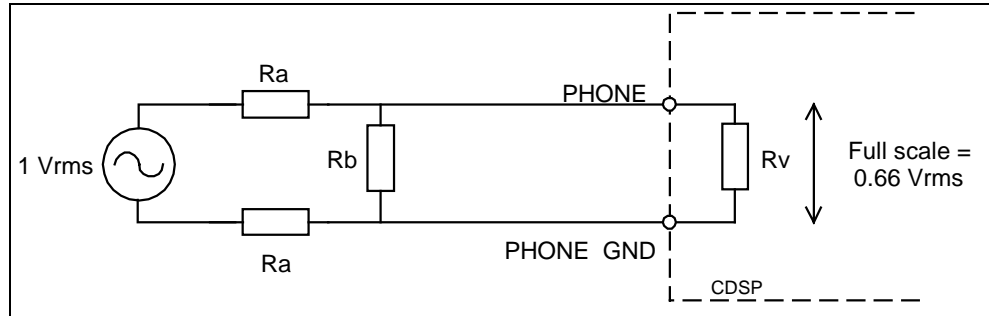 Ra
PHONE
1 Vrms
Rb
Rv
Full scale =
0.66 Vrms
Ra
PHONE GND
CDSP